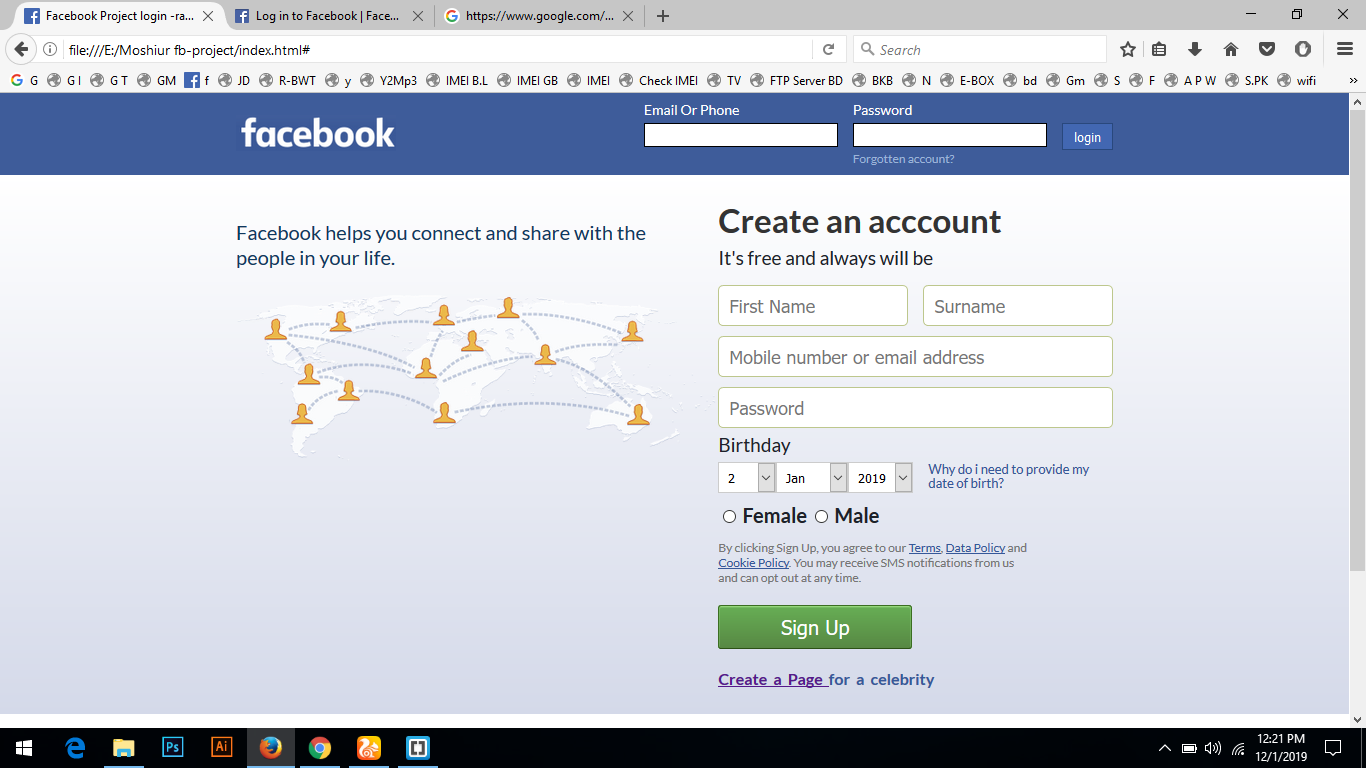 Facebook Project login -ra...
Log in to Facebook | Face...
https://www.google.com/...
file:///E:/Moshiur fb-project/index.html#
Search
G G G I G T GM f JD R-BWT y Y2Mp3 IMEI B.L IMEI GB IMEI Check IMEI TV FTP Server BD BKB N E-BOX bd Gm S F A P W S.PK wifi »
facebook
Email Or Phone
Password
login
Forgotten account?
Facebook helps you connect and share with the
people in your life.
Create an acccount
It's free and always will be
First Name
Surname
Mobile number or email address
Password
Birthday
2 Jan 2019
Why do i need to provide my
date of birth?
Female Male
By clicking Sign Up, you agree to our Terms, Data Policy and
Cookie Policy. You may receive SMS notifications from us
and can opt out at any time.
Sign Up
Create a Page for a celebrity
Ps
Ai
12:21 PM
12/1/2019